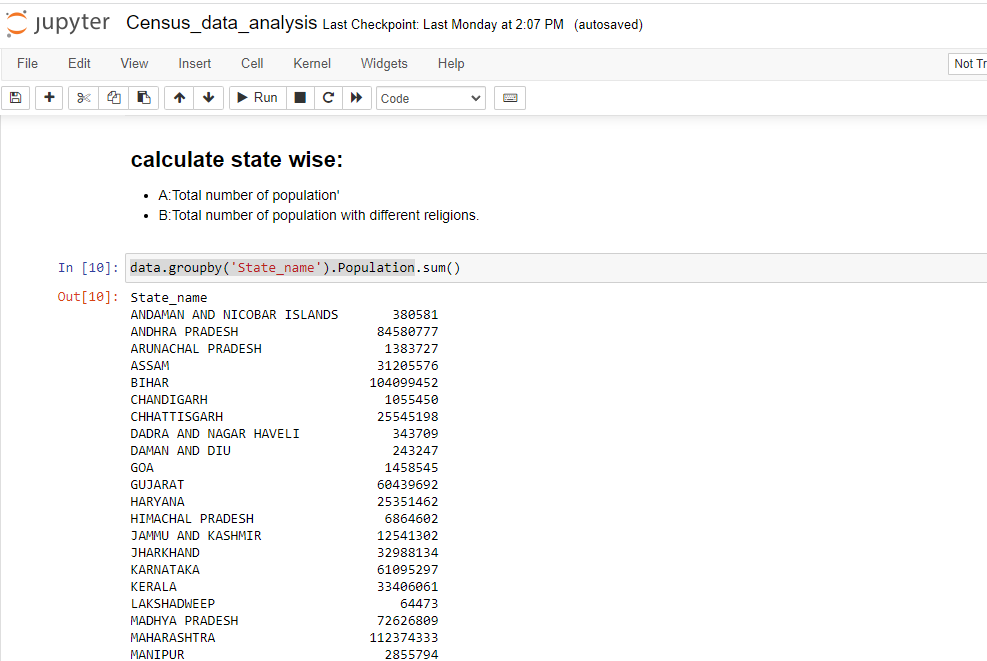 jupyter Census_data_analysis Last Checkpoint: Last Monday at 2:07 PM (autosaved)
File Edit View Insert Cell Kernel Widgets Help Not Tr
Run Code
calculate state wise:
• A:Total number of population'
• B:Total number of population with different religions.
In [10]: data.groupby('State_name').Population.sum()
Out[10]: State_name
ANDAMAN AND NICOBAR ISLANDS 380581
ANDHRA PRADESH 84580777
ARUNACHAL PRADESH 1383727
ASSAM 31205576
BIHAR 104099452
CHANDIGARH 1055450
CHHATTISGARH 25545198
DADRA AND NAGAR HAVELI 343709
DAMAN AND DIU 243247
GOA 1458545
GUJARAT 60439692
HARYANA 25351462
HIMACHAL PRADESH 6864602
JAMMU AND KASHMIR 12541302
JHARKHAND 32988134
KARNATAKA 61095297
KERALA 33406061
LAKSHADWEEP 64473
MADHYA PRADESH 72626809
MAHARASHTRA 112374333
MANIPUR 2855794